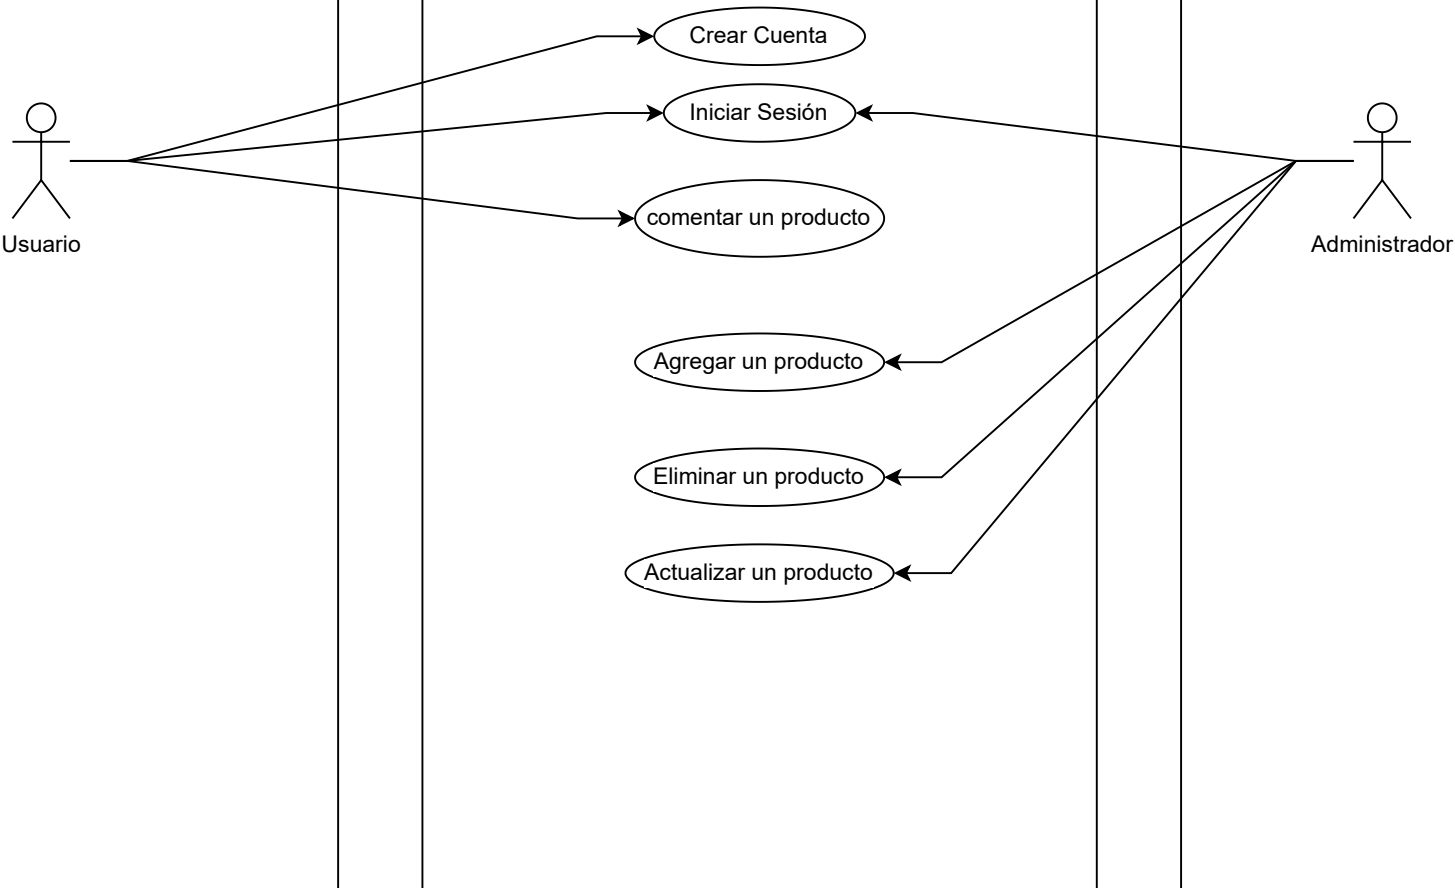 Crear Cuenta
Iniciar Sesión
comentar un producto
Usuario
Administrador
Agregar un producto
Eliminar un producto
Actualizar un producto